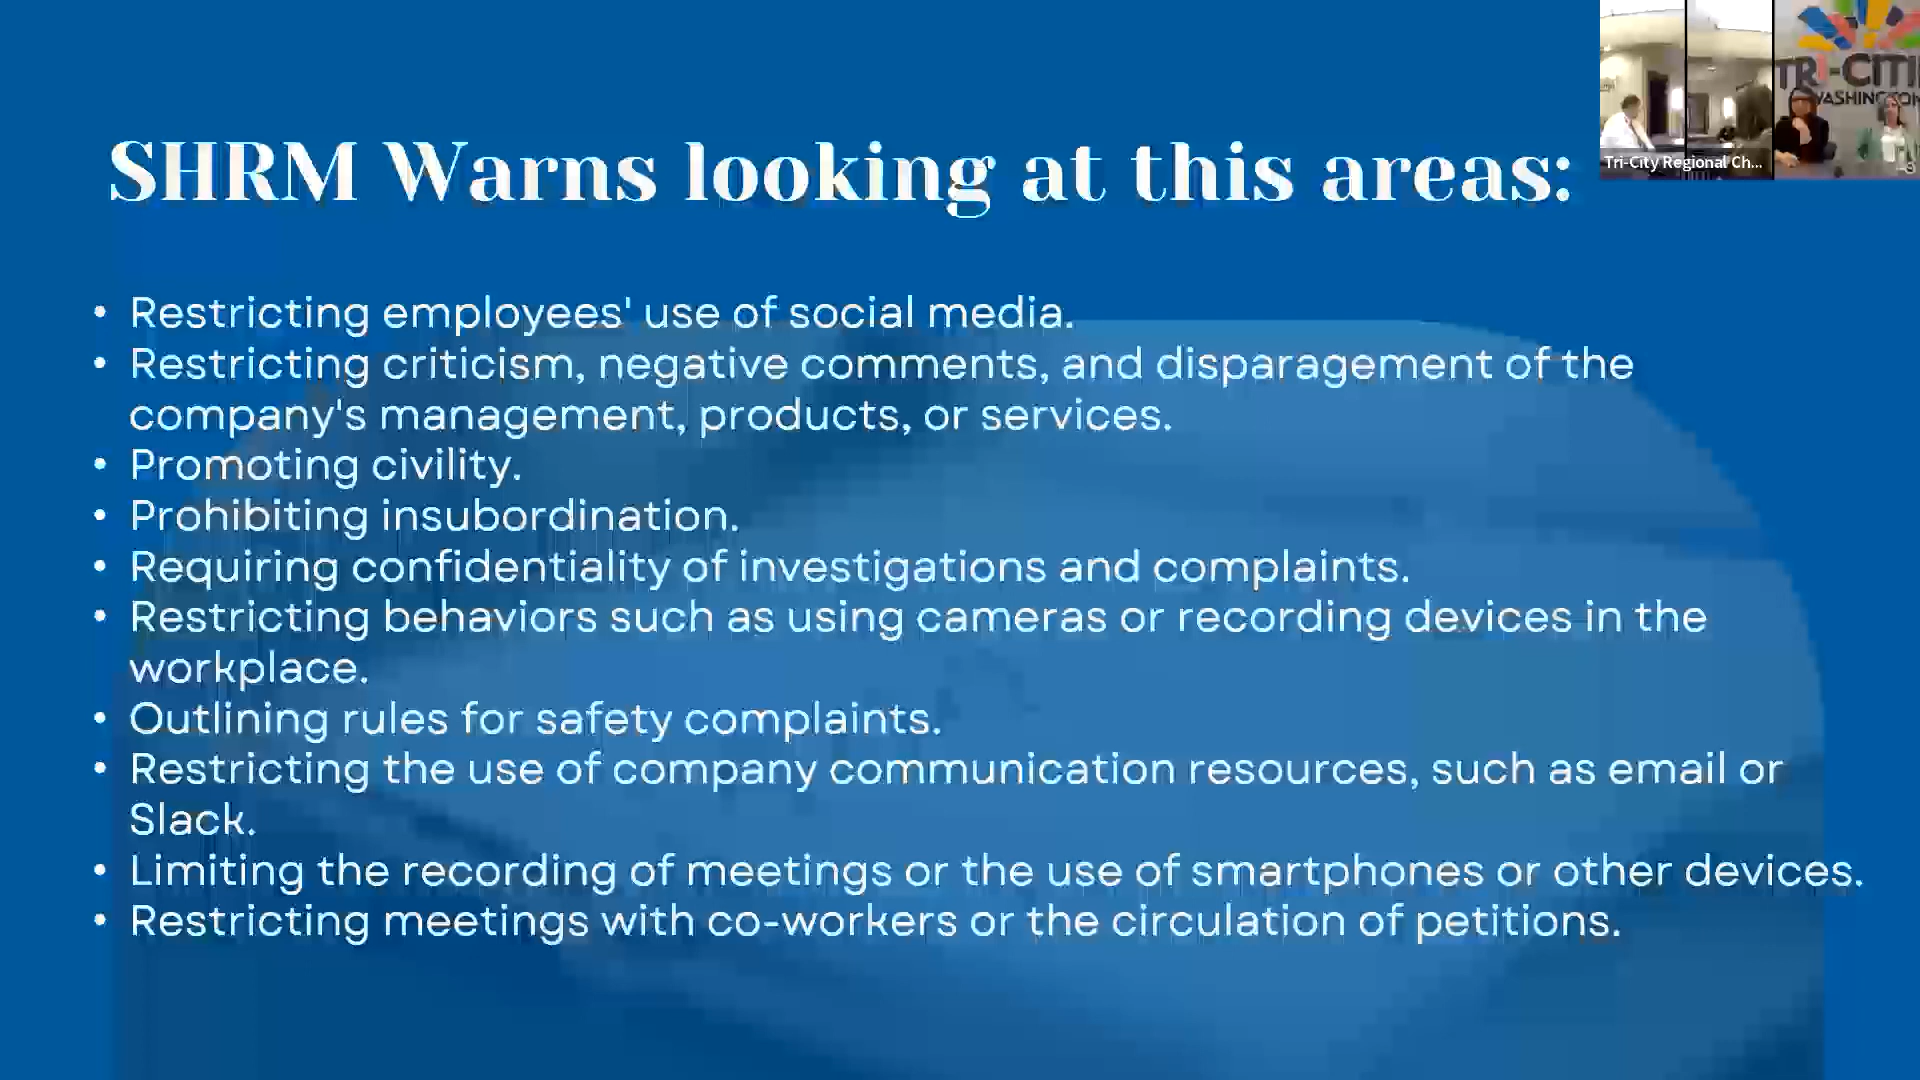 SHRM Warns looking at this areas:
• Restricting employees' use of social media.
• Restricting criticism, negative comments, and disparagement of the
company's management, products, or services.
• Promoting civility.
• Prohibiting insubordination.
• Requiring confidentiality of investigations and complaints.
• Restricting behaviors such as using cameras or recording devices in the
workplace.
• Outlining rules for safety complaints.
• Restricting the use of company communication resources, such as email or
Slack.
• Limiting the recording of meetings or the use of smartphones or other devices.
• Restricting meetings with co-workers or the circulation of petitions.
TRI-CITI
WASHINGTON
Tri-City Regional Ch...